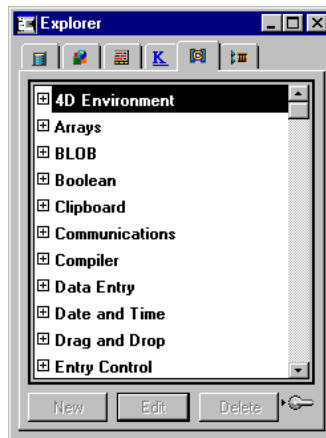 Explorer
K
4D Environment
Arrays
BLOB
Boolean
Clipboard
Communications
Compiler
Data Entry
Date and Time
Drag and Drop
Entry Control
New Edit Delete